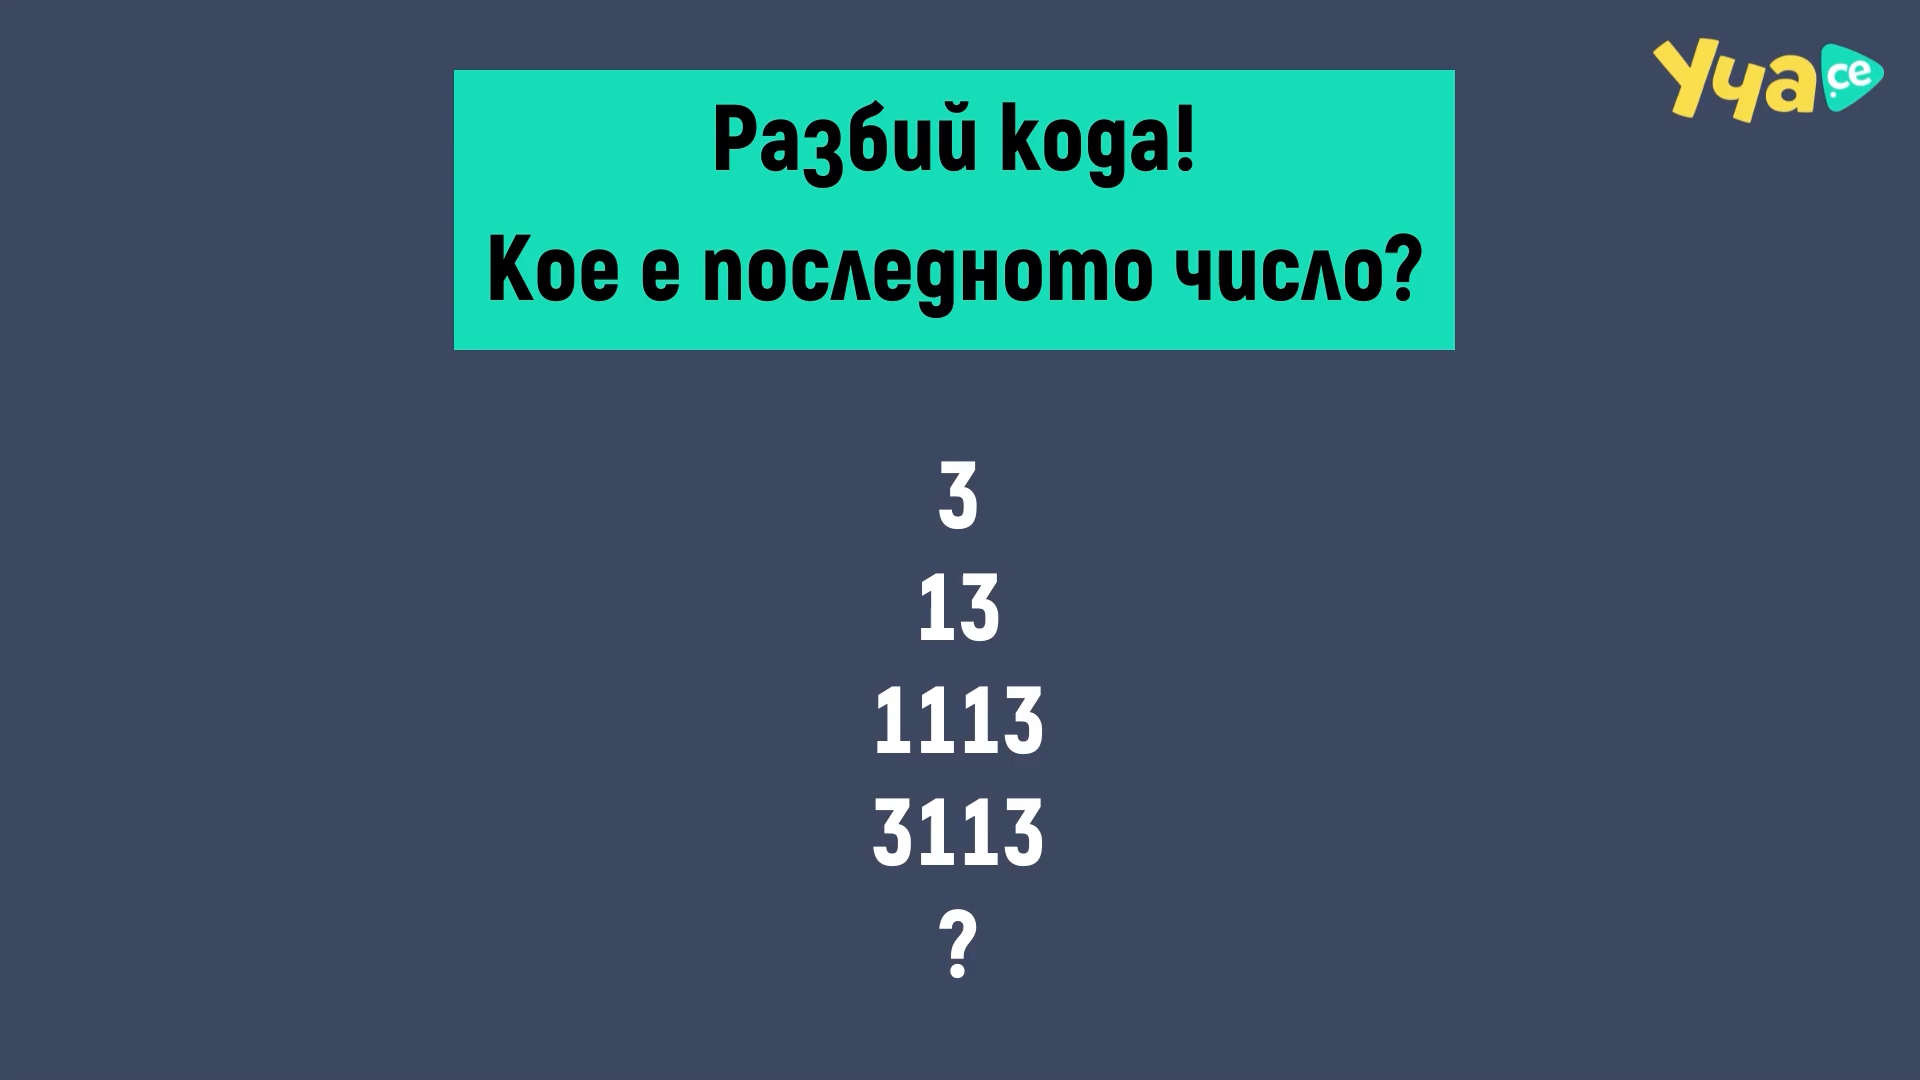 Уча.се
Разбий кода!
Кое е последното число?
3
13
1113
3113
?